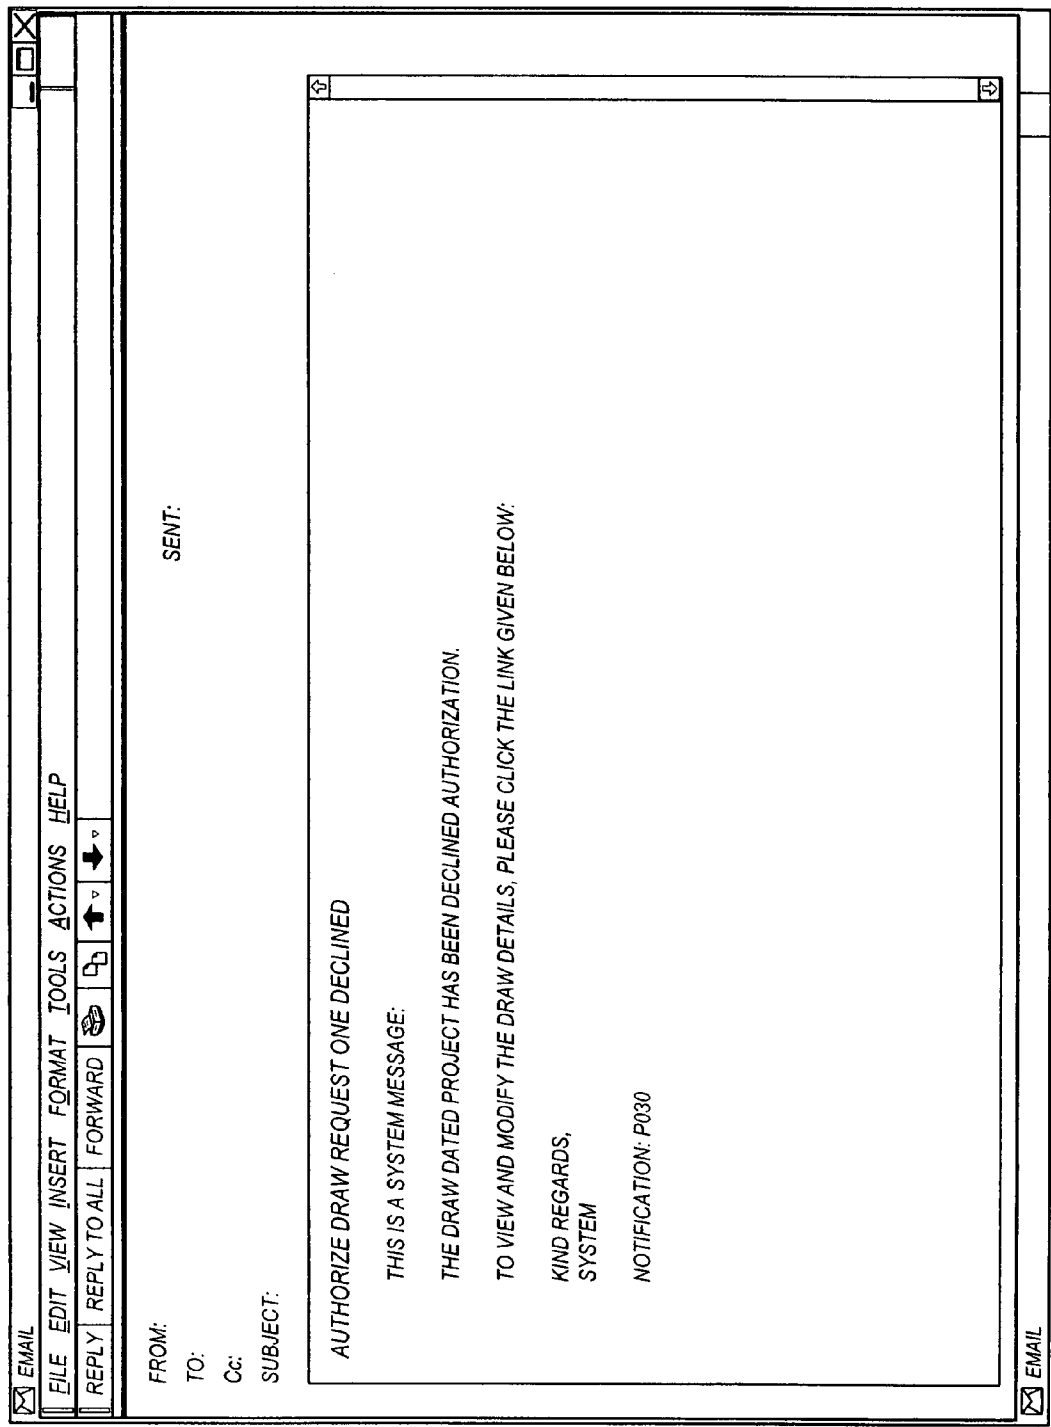 EMAIL
FILE EDIT VIEW INSERT FORMAT TOOLS ACTIONS HELP
REPLY REPLY TO ALL FORWARD
FROM: SENT:
TO:
Cc:
SUBJECT:
AUTHORIZE DRAW REQUEST ONE DECLINED
THIS IS A SYSTEM MESSAGE:
THE DRAW DATED PROJECT HAS BEEN DECLINED AUTHORIZATION.
TO VIEW AND MODIFY THE DRAW DETAILS, PLEASE CLICK THE LINK GIVEN BELOW:
KIND REGARDS,
SYSTEM
NOTIFICATION: P030
EMAIL